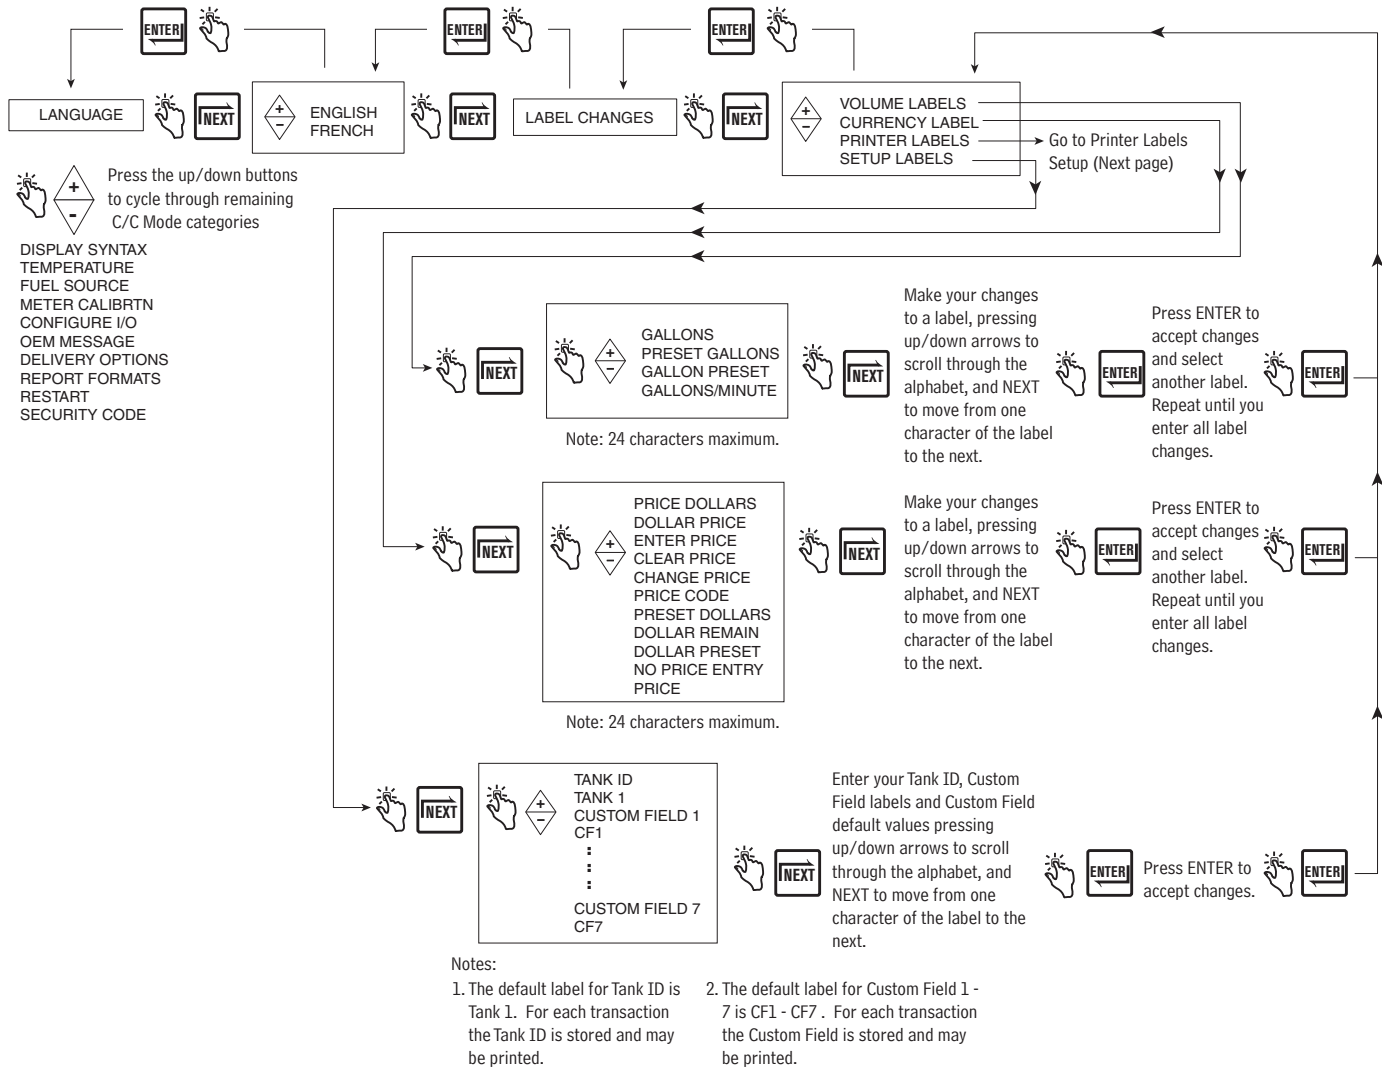 ENTER
ENTER
ENTER
LANGUAGE
NEXT
ENGLISH
FRENCH
NEXT
LABEL CHANGES
NEXT
VOLUME LABELS
CURRENCY LABEL
PRINTER LABELS
SETUP LABELS
Go to Printer Labels
Setup (Next page)
+
-
Press the up/down buttons
to cycle through remaining
C/C Mode categories
DISPLAY SYNTAX
TEMPERATURE
FUEL SOURCE
METER CALIBRTN
CONFIGURE I/O
OEM MESSAGE
DELIVERY OPTIONS
REPORT FORMATS
RESTART
SECURITY CODE
NEXT
GALLONS
PRESET GALLONS
GALLON PRESET
GALLONS/MINUTE
Note: 24 characters maximum.
NEXT
Make your changes
to a label, pressing
up/down arrows to
scroll through the
alphabet, and NEXT
to move from one
character of the label
to the next.
ENTER
Press ENTER to
accept changes
and select
another label.
Repeat until you
enter all label
changes.
ENTER
NEXT
PRICE DOLLARS
DOLLAR PRICE
ENTER PRICE
CLEAR PRICE
CHANGE PRICE
PRICE CODE
PRESET DOLLARS
DOLLAR REMAIN
DOLLAR PRESET
NO PRICE ENTRY
PRICE
Note: 24 characters maximum.
NEXT
Make your changes
to a label, pressing
up/down arrows to
scroll through the
alphabet, and NEXT
to move from one
character of the label
to the next.
ENTER
Press ENTER to
accept changes
and select
another label.
Repeat until you
enter all label
changes.
ENTER
NEXT
TANK ID
TANK 1
CUSTOM FIELD 1
CF1
CUSTOM FIELD 7
CF7
NEXT
Enter your Tank ID, Custom
Field labels and Custom Field
default values pressing
up/down arrows to scroll
through the alphabet, and
NEXT to move from one
character of the label to the
next.
ENTER
Press ENTER to
accept changes.
ENTER
Notes:
1. The default label for Tank ID is
Tank 1. For each transaction
the Tank ID is stored and may
be printed.
2. The default label for Custom Field 1 -
7 is CF1 - CF7 . For each transaction
the Custom Field is stored and may
be printed.